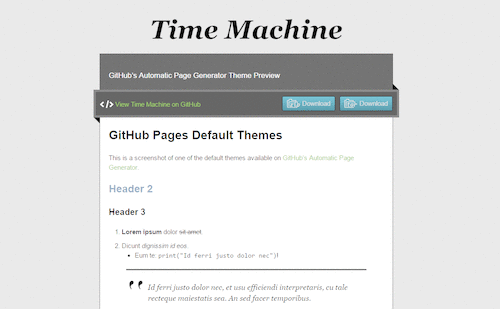 Time Machine
GitHub's Automatic Page Generator Theme Preview
</> View Time Machine on GitHub
Download
Download
GitHub Pages Default Themes
This is a screenshot of one of the default themes available on GitHub's Automatic Page
Generator.
Header 2
Header 3
1. Lorem ipsum dolor sit amet
2. Dicunt dignissim id eos
• Eum te print("Id ferri justo dolor nec")!
" Id ferri justo dolor nec, et usu effieiendi interpretaris, cu tale
recteque maiestatis sea. An sed facer temporibus.